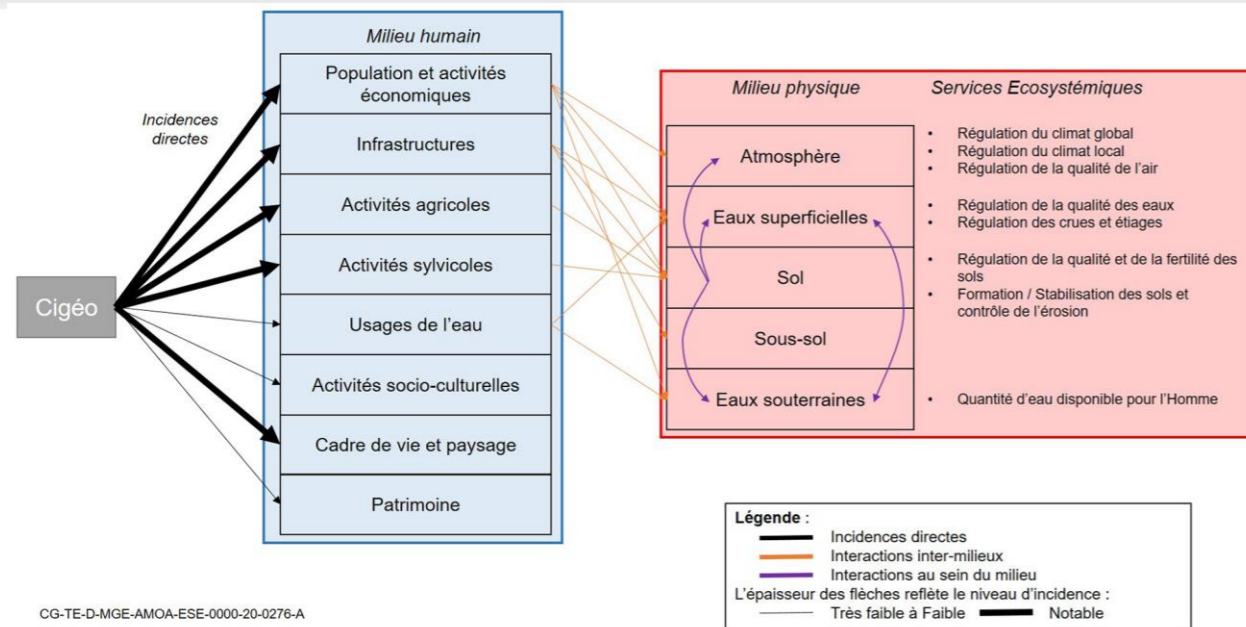 Milieu humain
Population et activités
économiques
Infrastructures
Activités agricoles
Activités sylvicoles
Usages de l'eau
Activités socio-culturelles
Cadre de vie et paysage
Patrimoine
Incidences
directes
Cigéo
Milieu physique
Services Ecosystémiques
Atmosphère
Eaux superficielles
Sol
Sous-sol
Eaux souterraines
• Régulation du climat global
• Régulation du climat local
• Régulation de la qualité de l'air
• Régulation de la qualité des eaux
• Régulation des crues et étiages
• Régulation de la qualité et de la fertilité des
sols
• Formation / Stabilisation des sols et
contrôle de l'érosion
• Quantité d'eau disponible pour l'Homme
Légende :
Incidences directes
Interactions inter-milieux
Interactions au sein du milieu
L'épaisseur des flèches reflète le niveau d'incidence :
Très faible à Faible Notable
CG-TE-D-MGE-AMOA-ESE-0000-20-0276-A